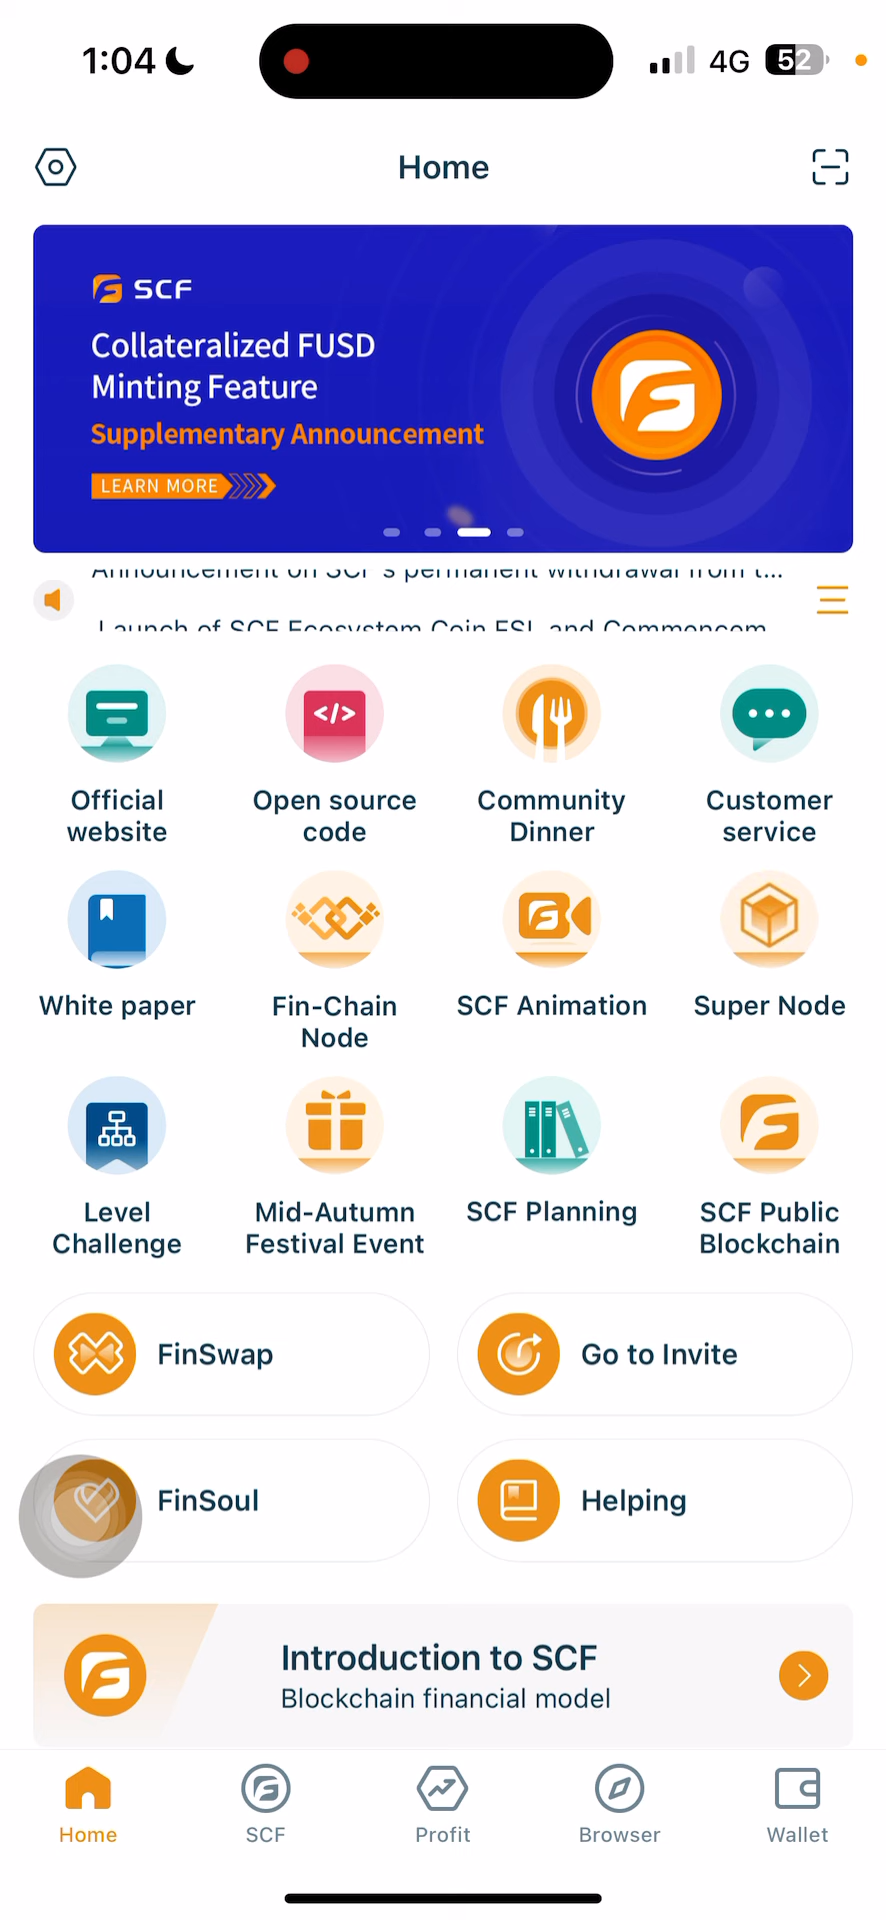 1:04
4G
52
Home
SCF
Collateralized FUSD
Minting Feature
Supplementary Announcement
LEARN MORE
Announcement on SCF's permanent withdrawal from t...
Launch of SCF Ecosystem Coin FSL and Commencem
Official
website
Open source
code
Community
Dinner
Customer
service
White paper
Fin-Chain
Node
SCF Animation
Super Node
Level
Challenge
Mid-Autumn
Festival Event
SCF Planning
SCF Public
Blockchain
FinSwap
Go to Invite
FinSoul
Helping
Introduction to SCF
Blockchain financial model
Home
SCF
Profit
Browser
Wallet